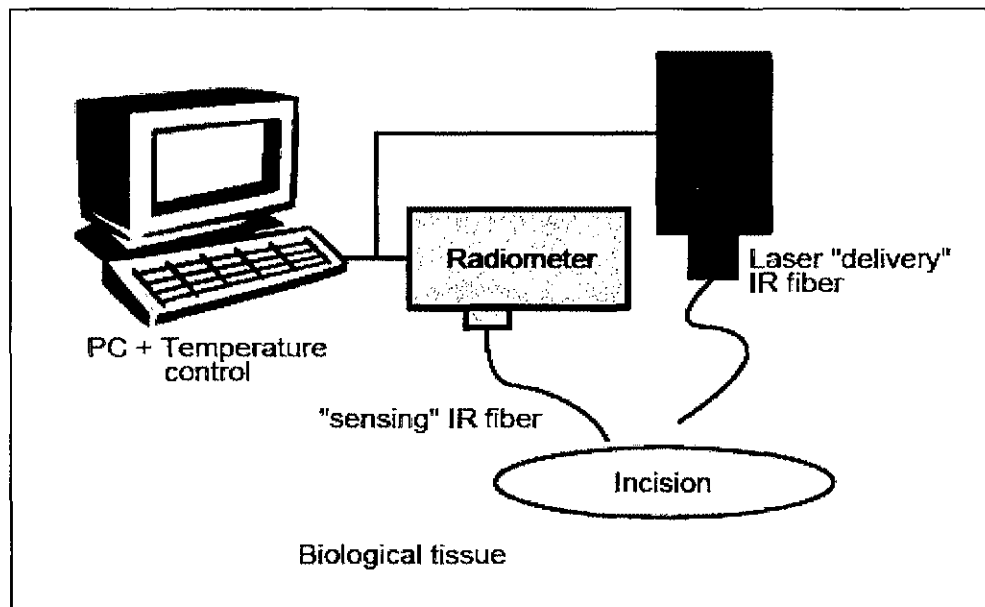 Radiometer
Laser "delivery"
IR fiber
PC + Temperature
control
"sensing" IR fiber
Incision
Biological tissue